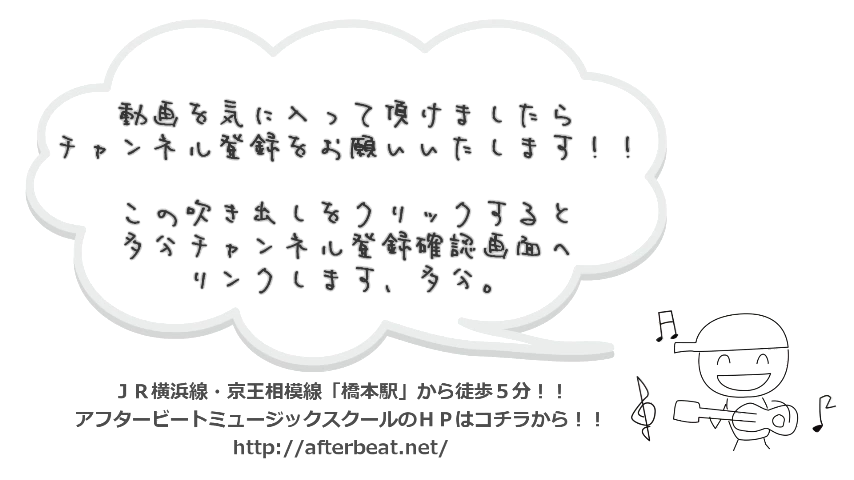 動画を気に入って頂けましたら
チャンネル登録をお願いいたします！！
この吹き出しをクリックすると
多分チャンネル登録確認画面へ
リンクします、多分。
ＪＲ横浜線・京王相模線「橋本駅」から徒歩５分！！
アフタービートミュージックスクールのＨＰはコチラから！！
http://afterbeat.net/